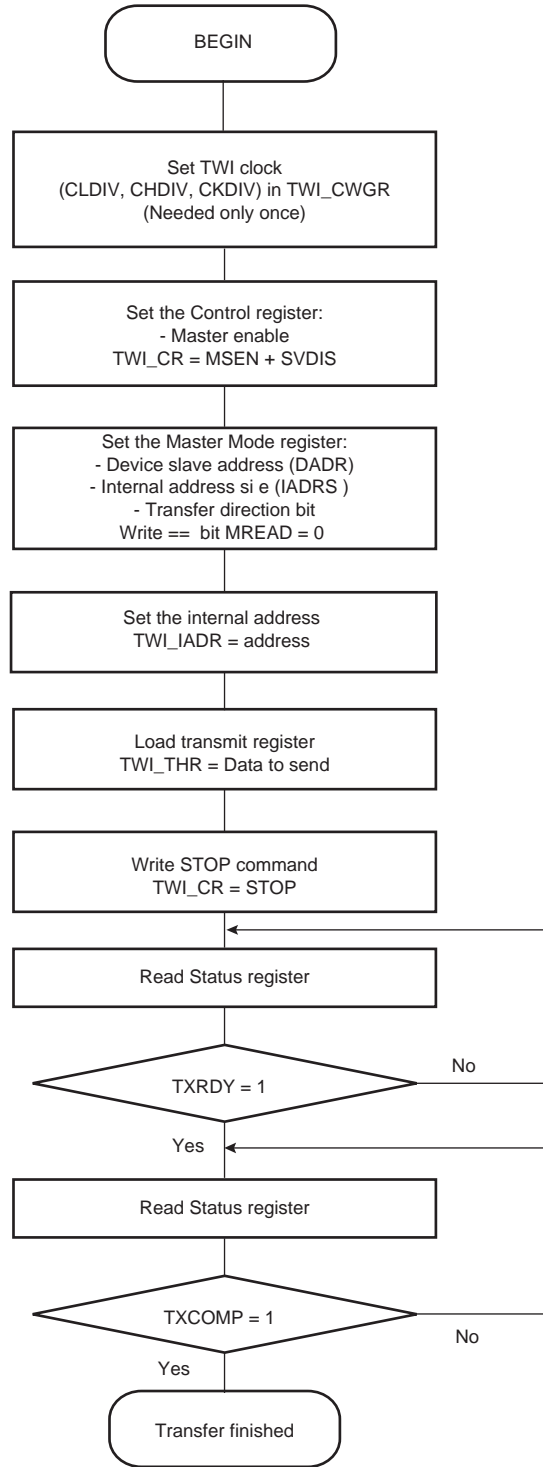 BEGIN
Set TWI clock
(CLDIV, CHDIV, CKDIV) in TWI_CWGR
(Needed only once)
Set the Control register:
- Master enable
TWI_CR = MSEN + SVDIS
Set the Master Mode register:
- Device slave address (DADR)
- Internal address si e (IADRS )
- Transfer direction bit
Write == bit MREAD = 0
Set the internal address
TWI_IADR = address
Load transmit register
TWI_THR = Data to send
Write STOP command
TWI_CR = STOP
Read Status register
TXRDY = 1
No
Yes
Read Status register
TXCOMP = 1
No
Yes
Transfer finished